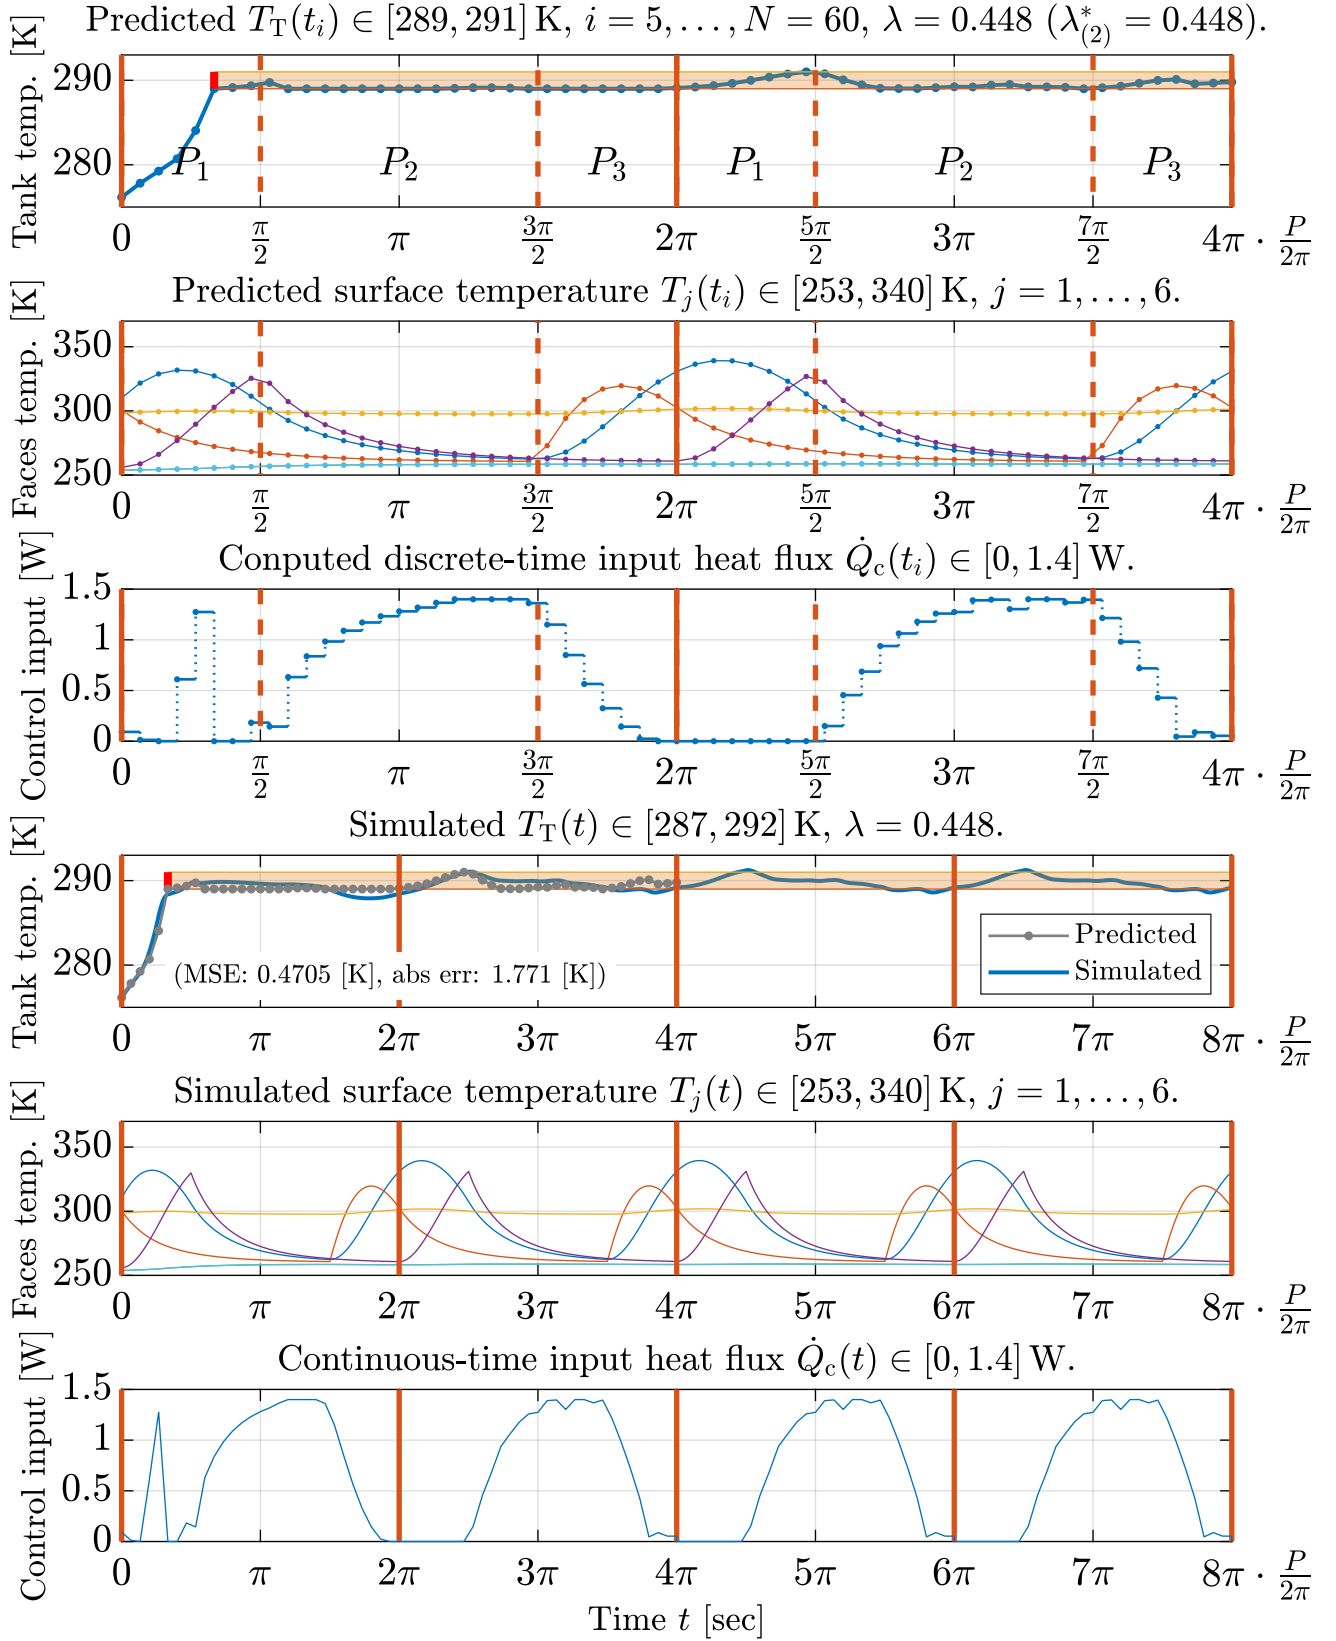 Predicted T_T(t_i) ∈ [289, 291] K, i = 5, . . . , N = 60, λ = 0.448 (λ*_(2) = 0.448).
Tank temp. [K]
290
280
P_1 P_2 P_3 P_1 P_2 P_3
0 π/2 π 3π/2 2π 5π/2 3π 7π/2 4π · P/2π
Predicted surface temperature T_j(t_i) ∈ [253, 340] K, j = 1, . . . , 6.
Faces temp. [K]
350
300
250
0 π/2 π 3π/2 2π 5π/2 3π 7π/2 4π · P/2π
Conputed discrete-time input heat flux Q̇_c(t_i) ∈ [0, 1.4] W.
Control input [W]
1.5
1
0.5
0
0 π/2 π 3π/2 2π 5π/2 3π 7π/2 4π · P/2π
Simulated T_T(t) ∈ [287, 292] K, λ = 0.448.
Tank temp. [K]
290
280
Predicted
Simulated
(MSE: 0.4705 [K], abs err: 1.771 [K])
0 π 2π 3π 4π 5π 6π 7π 8π · P/2π
Simulated surface temperature T_j(t) ∈ [253, 340] K, j = 1, . . . , 6.
Faces temp. [K]
350
300
250
0 π 2π 3π 4π 5π 6π 7π 8π · P/2π
Continuous-time input heat flux Q̇_c(t) ∈ [0, 1.4] W.
Control input [W]
1.5
1
0.5
0
0 π 2π 3π 4π 5π 6π 7π 8π · P/2π
Time t [sec]